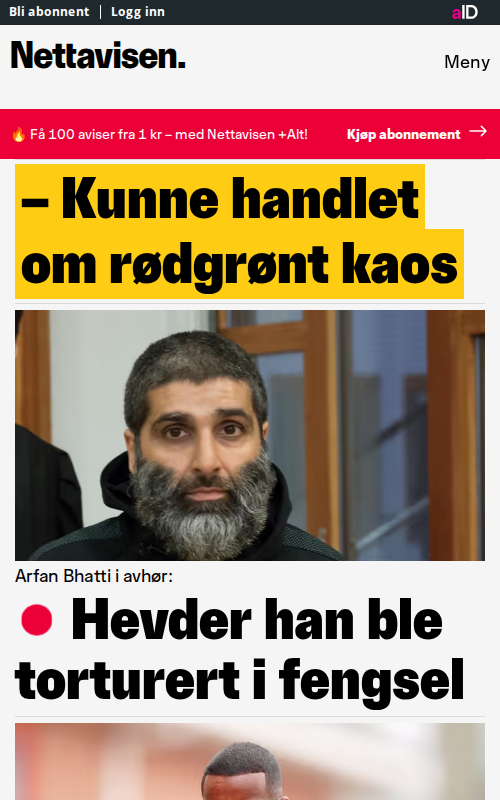 Bli abonnent | Logg inn
aID
Nettavisen.
Meny
🔥 Få 100 aviser fra 1 kr – med Nettavisen +Alt!
Kjøp abonnement →
– Kunne handlet
om rødgrønt kaos
Arfan Bhatti i avhør:
Hevder han ble
torturert i fengsel